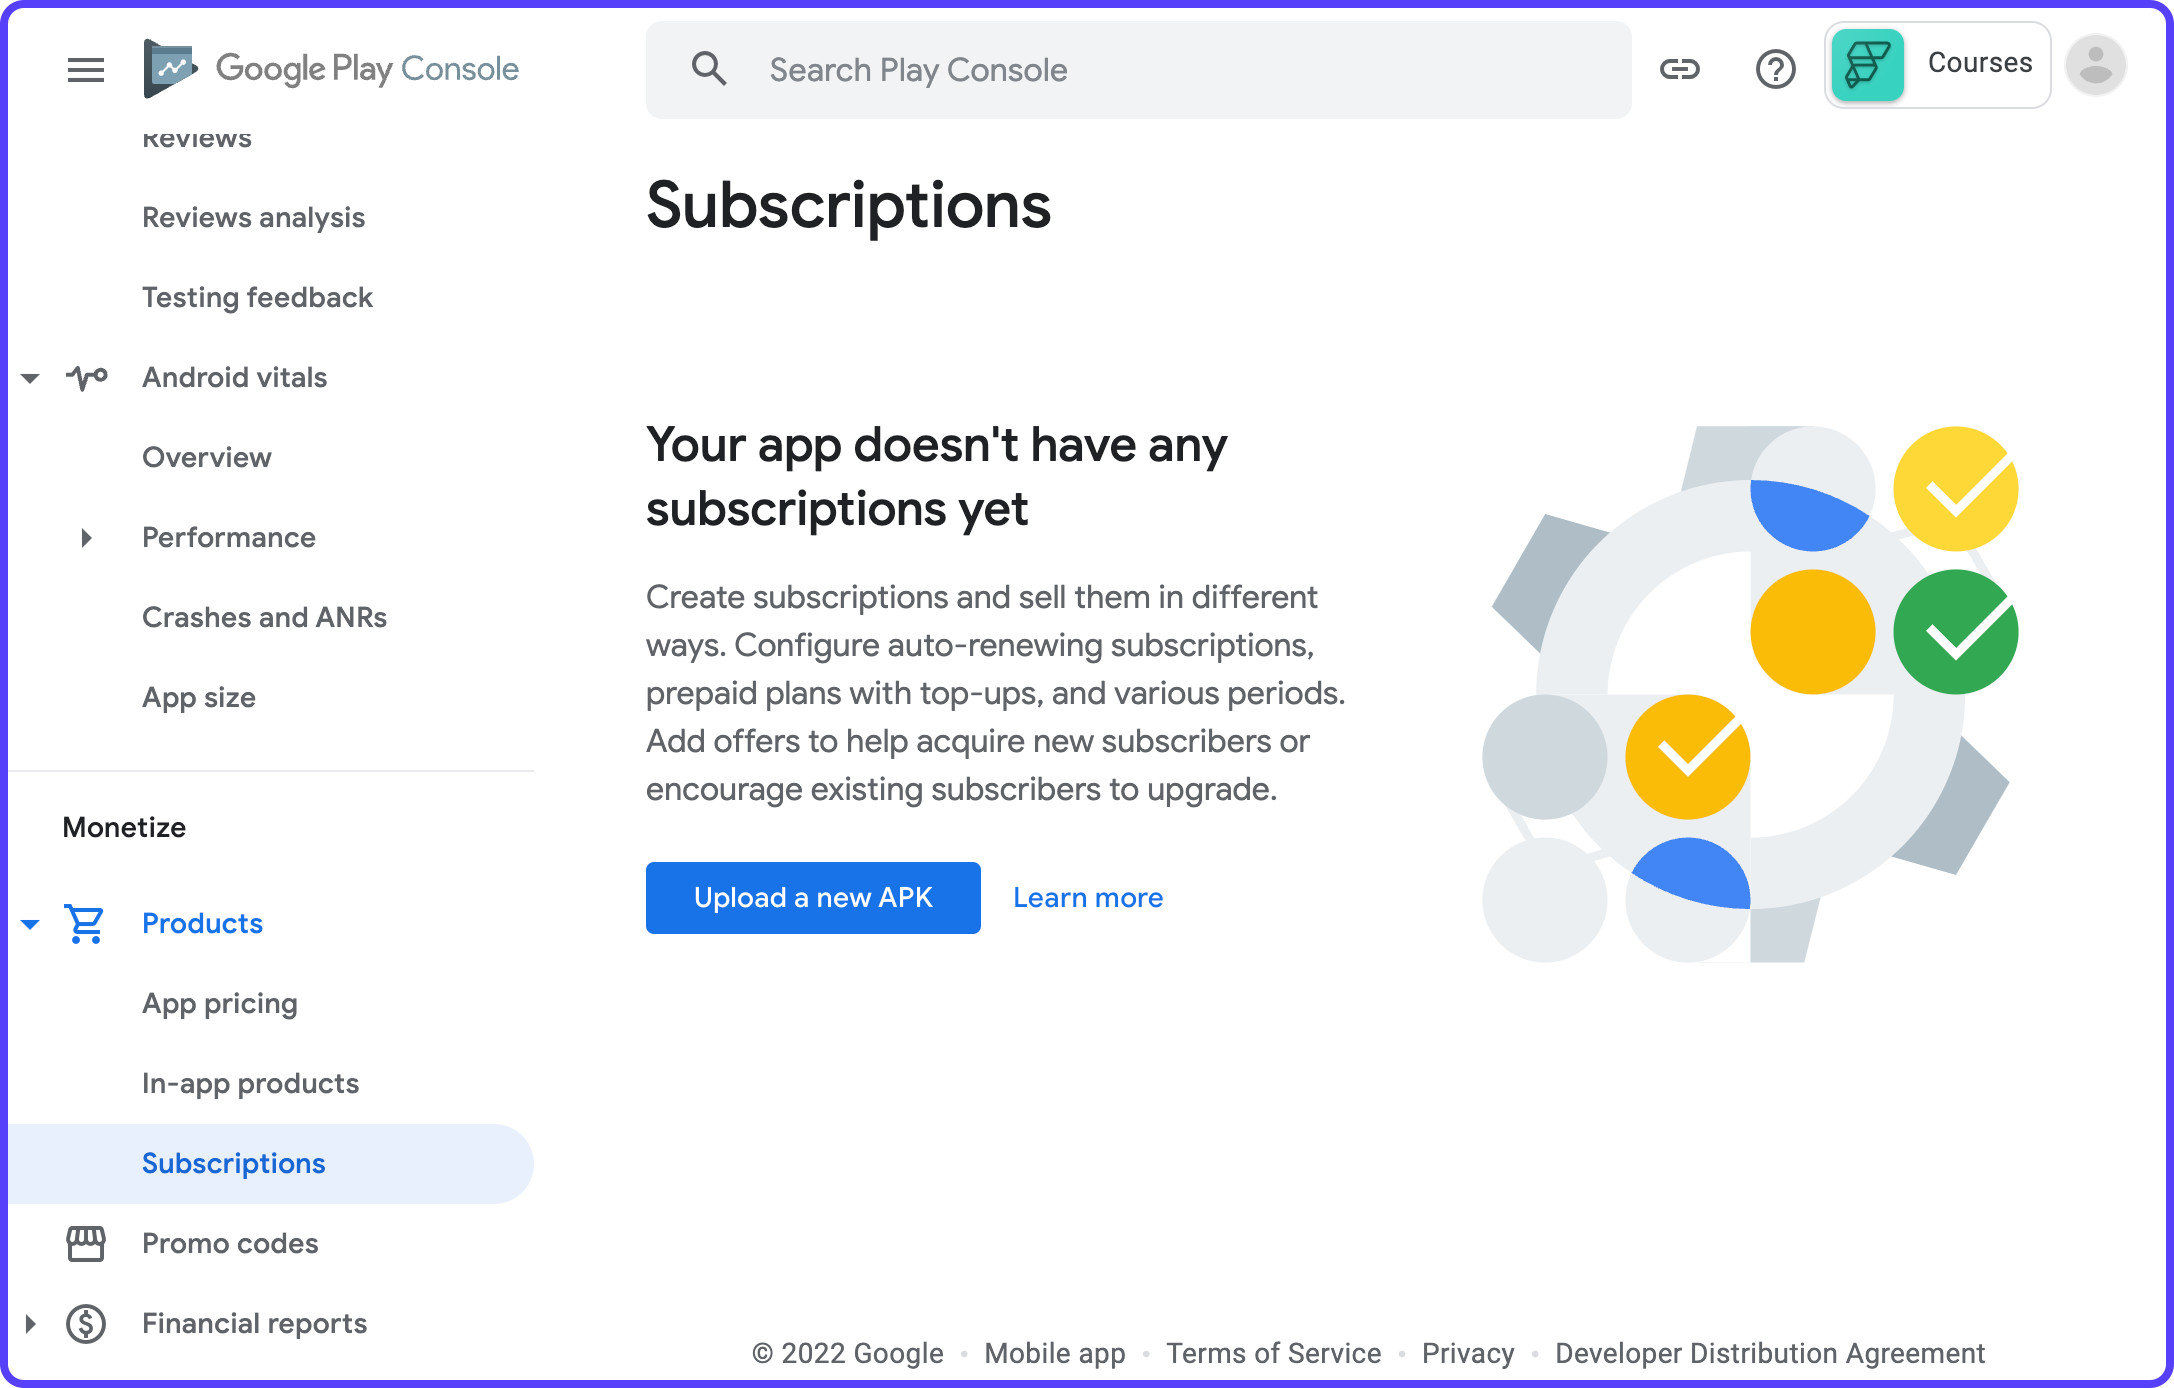 Google Play Console
Search Play Console
Courses
Reviews
Reviews analysis
Testing feedback
Android vitals
Overview
Performance
Crashes and ANRs
App size
Monetize
Products
App pricing
In-app products
Subscriptions
Promo codes
Financial reports
Subscriptions
Your app doesn't have any
subscriptions yet
Create subscriptions and sell them in different
ways. Configure auto-renewing subscriptions,
prepaid plans with top-ups, and various periods.
Add offers to help acquire new subscribers or
encourage existing subscribers to upgrade.
Upload a new APK
Learn more
© 2022 Google • Mobile app • Terms of Service • Privacy • Developer Distribution Agreement